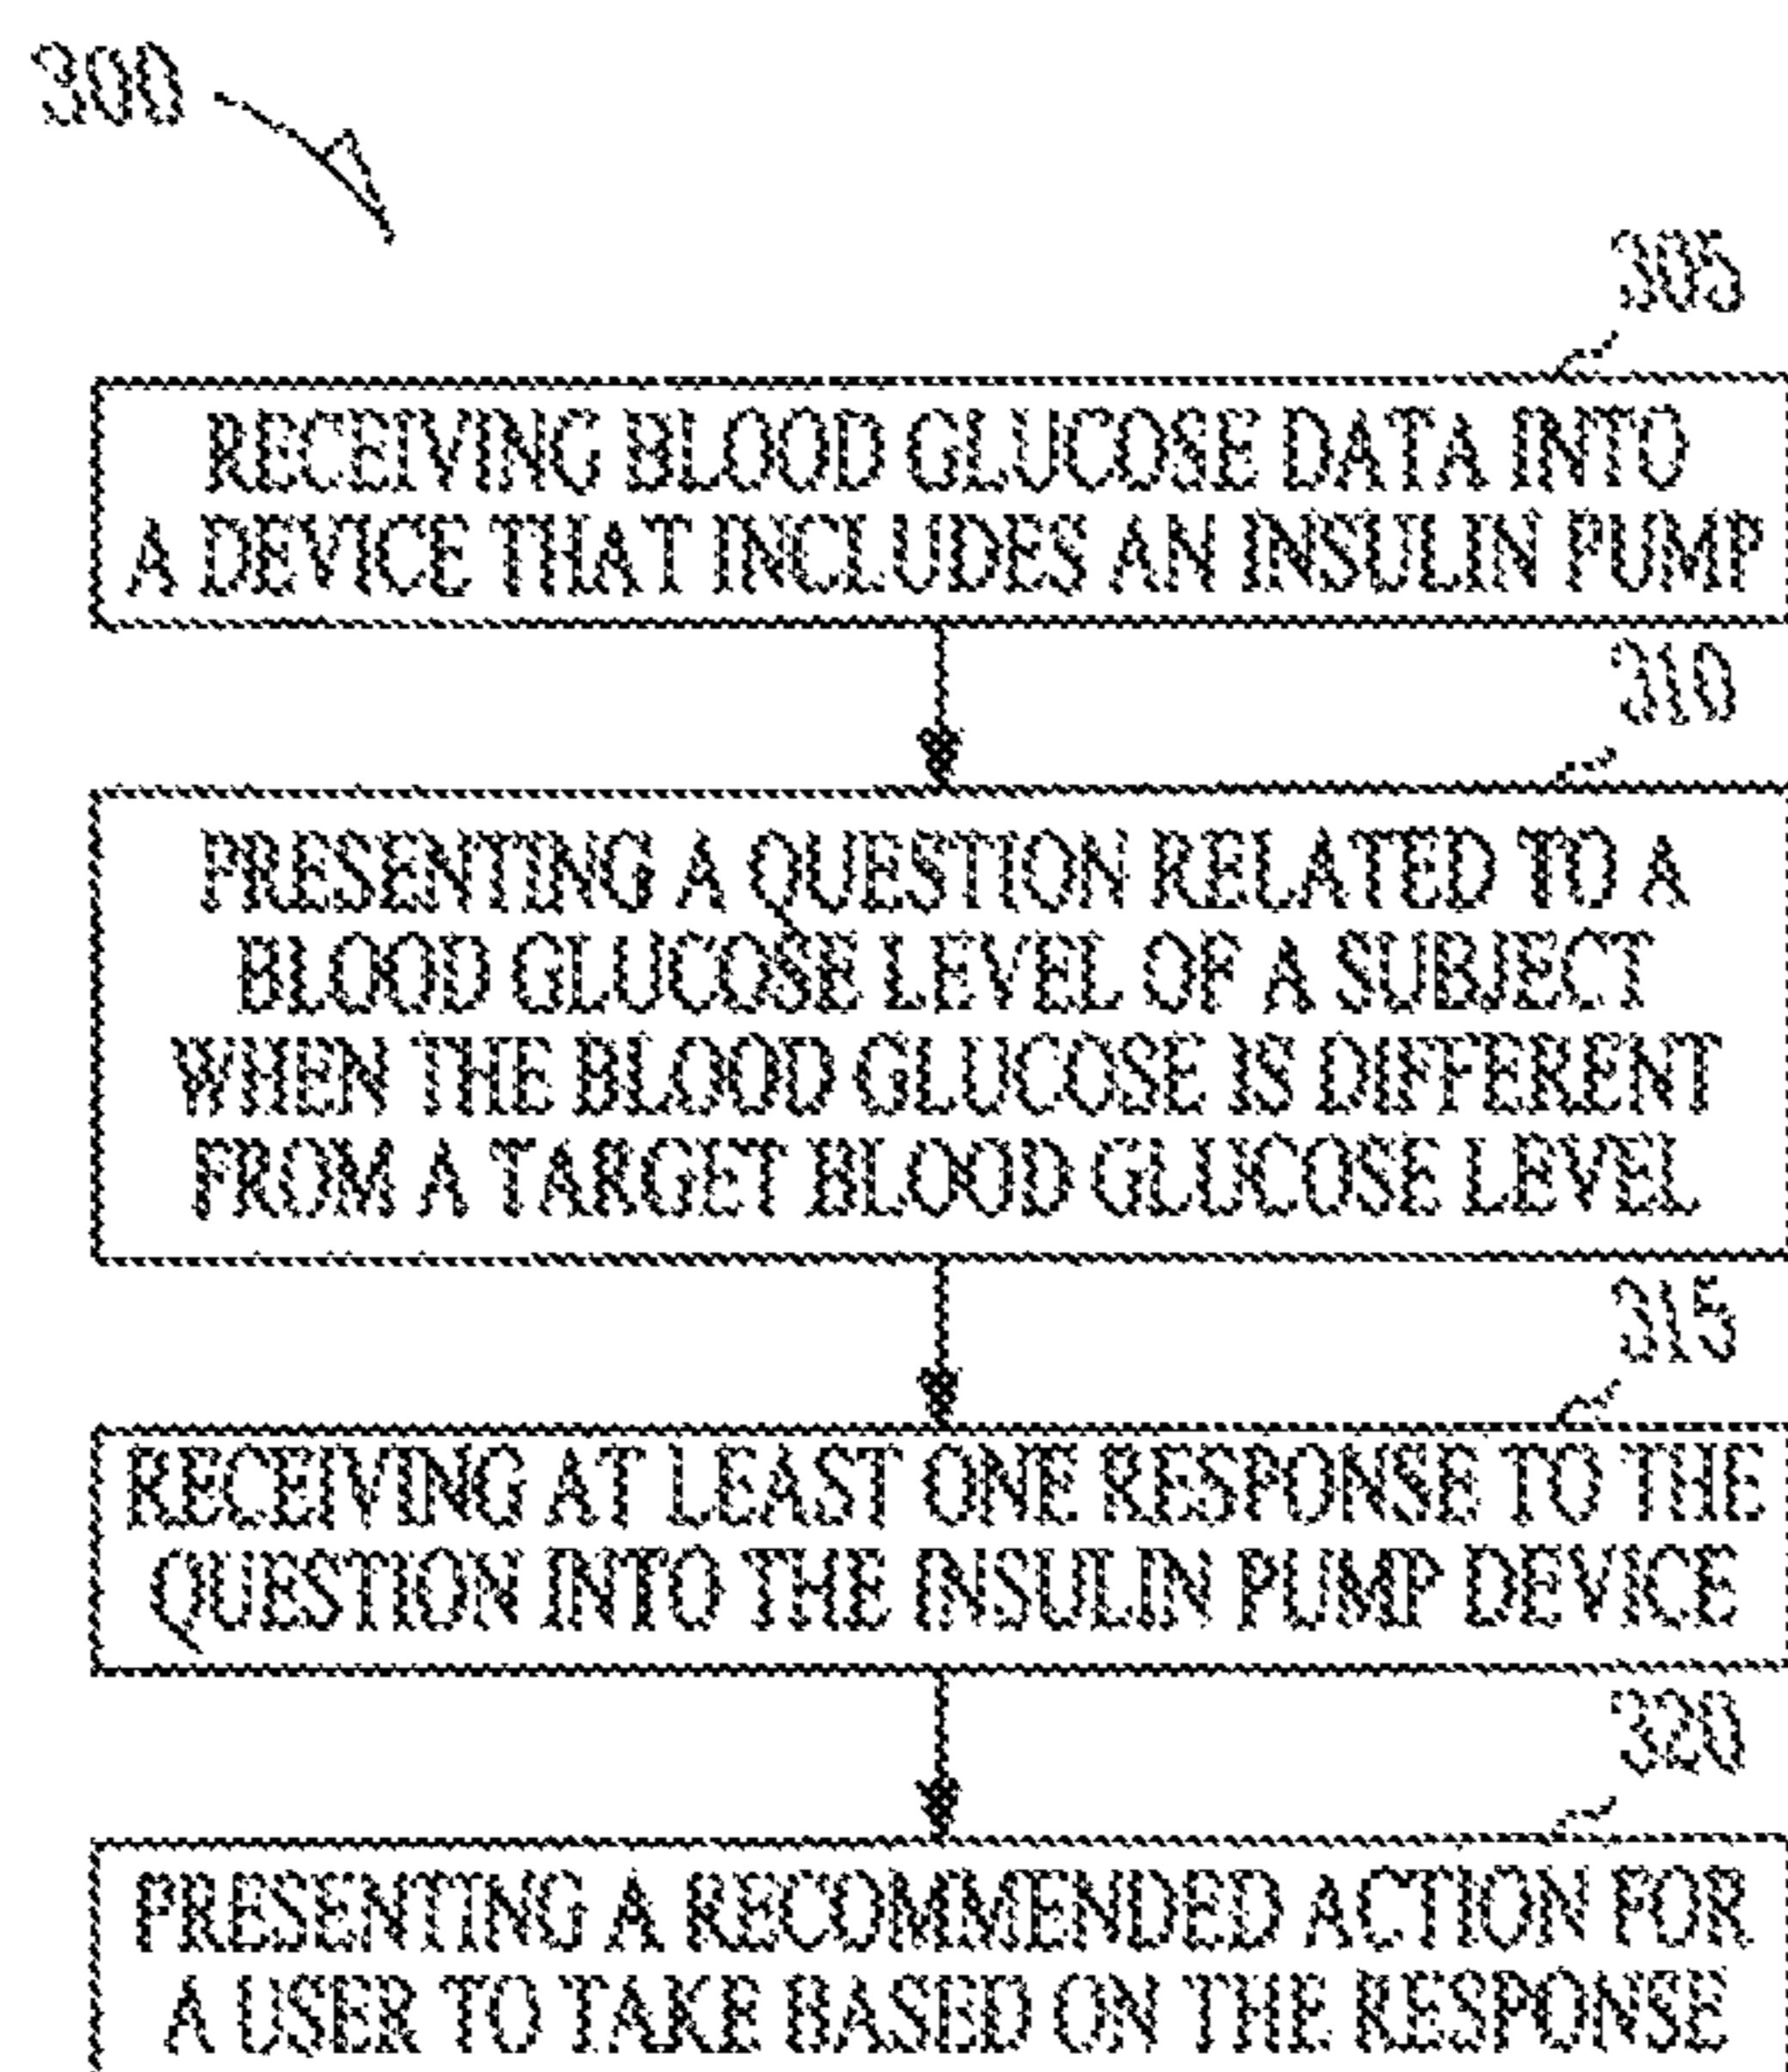 300
305
RECEIVING BLOOD GLUCOSE DATA INTO
A DEVICE THAT INCLUDES AN INSULIN PUMP
310
PRESENTING A QUESTION RELATED TO A
BLOOD GLUCOSE LEVEL OF A SUBJECT
WHEN THE BLOOD GLUCOSE IS DIFFERENT
FROM A TARGET BLOOD GLUCOSE LEVEL
315
RECEIVING AT LEAST ONE RESPONSE TO THE
QUESTION INTO THE INSULIN PUMP DEVICE
320
PRESENTING A RECOMMENDED ACTION FOR
A USER TO TAKE BASED ON THE RESPONSE